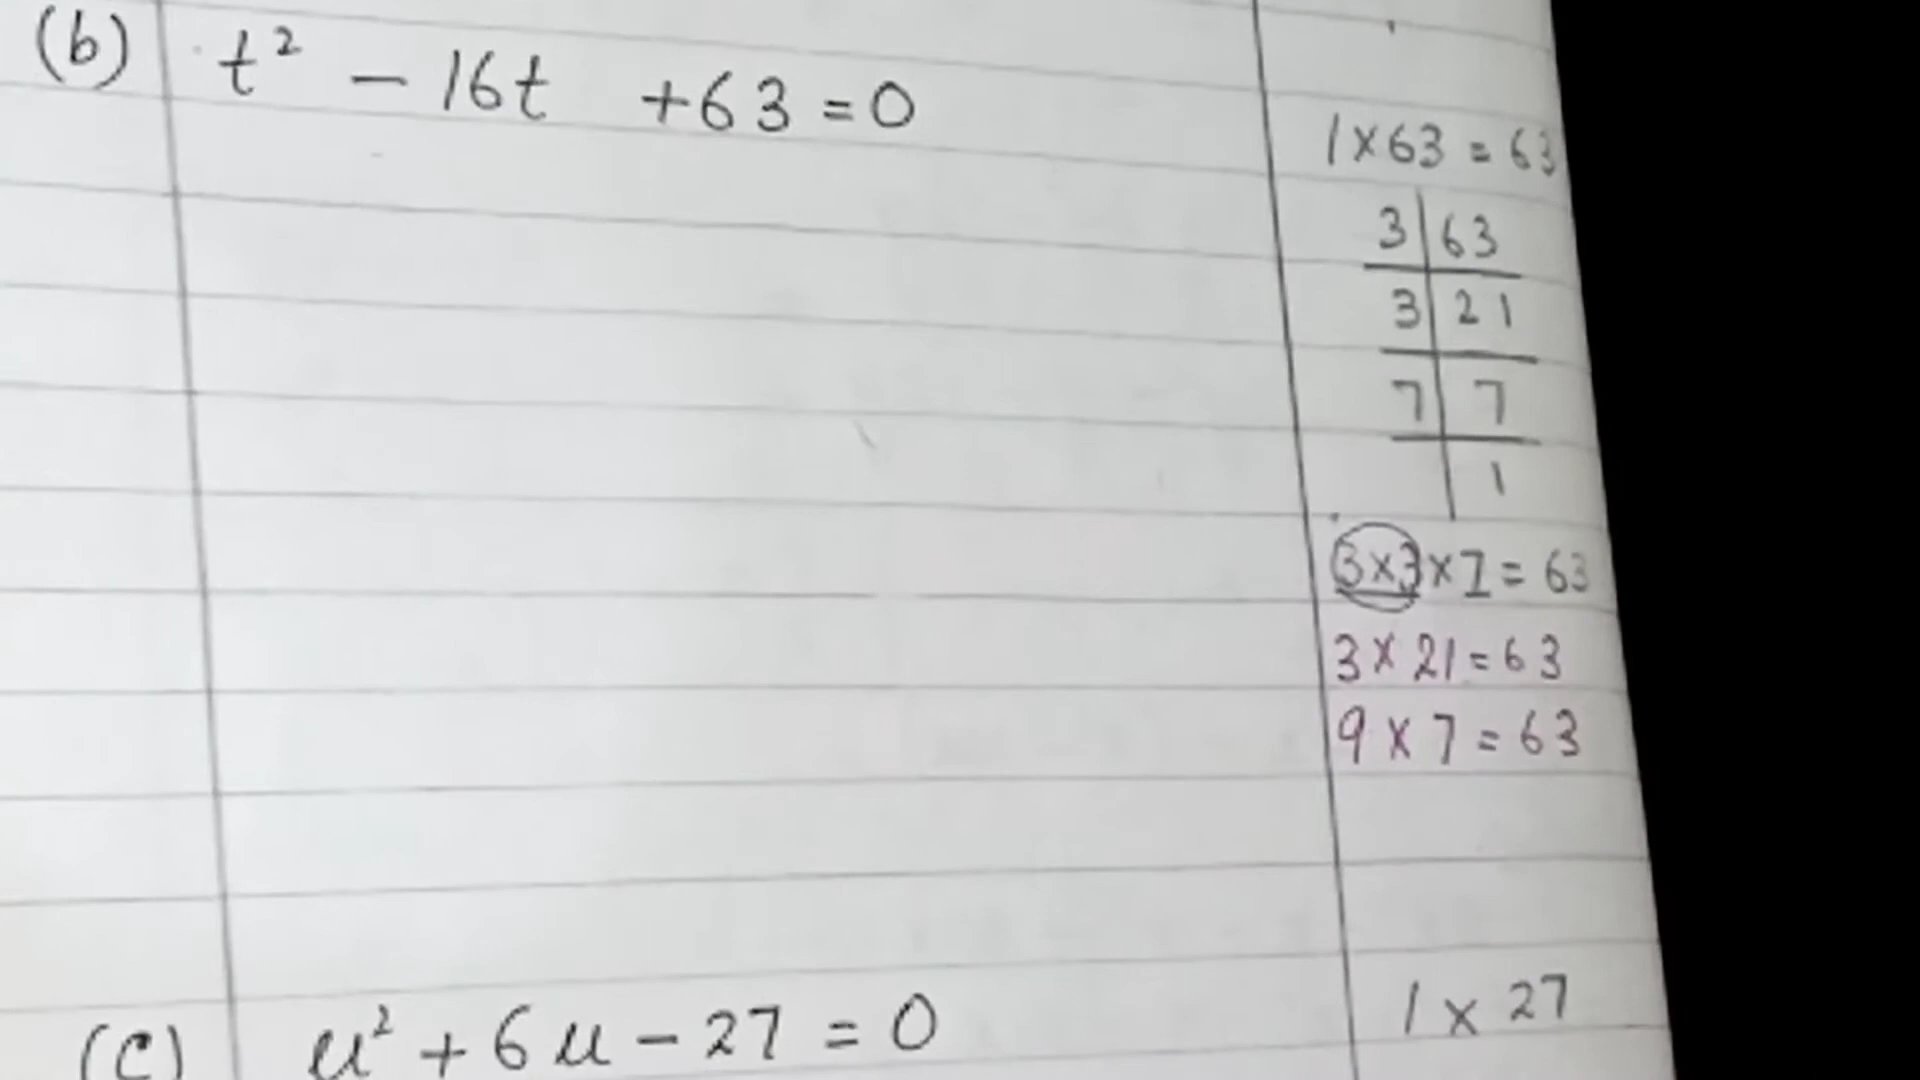 (b) t² - 16t +63 = 0
1 x 63 = 63
3 | 63
3 | 21
7 | 7
1
3 x 3 x 7 = 63
3 x 21 = 63
9 x 7 = 63
(c) u² + 6u - 27 = 0
1 x 27